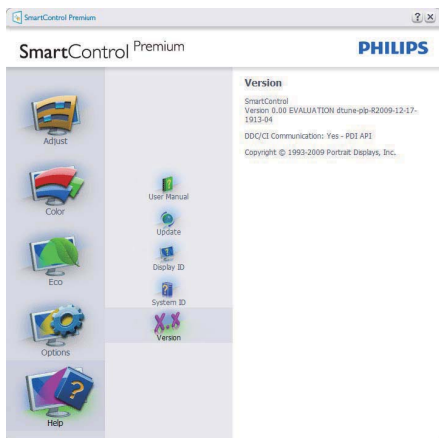 SmartControl Premium
? x
SmartControl Premium
PHILIPS
Adjust
Color
Eco
Options
Help
User Manual
Update
Display ID
System ID
X.X
Version
Version
SmartControl
Version 0.00 EVALUATION dtune-plp-R2009-12-17-
1913-04
DDC/CI Communication: Yes - PDI API
Copyright © 1993-2009 Portrait Displays, Inc.